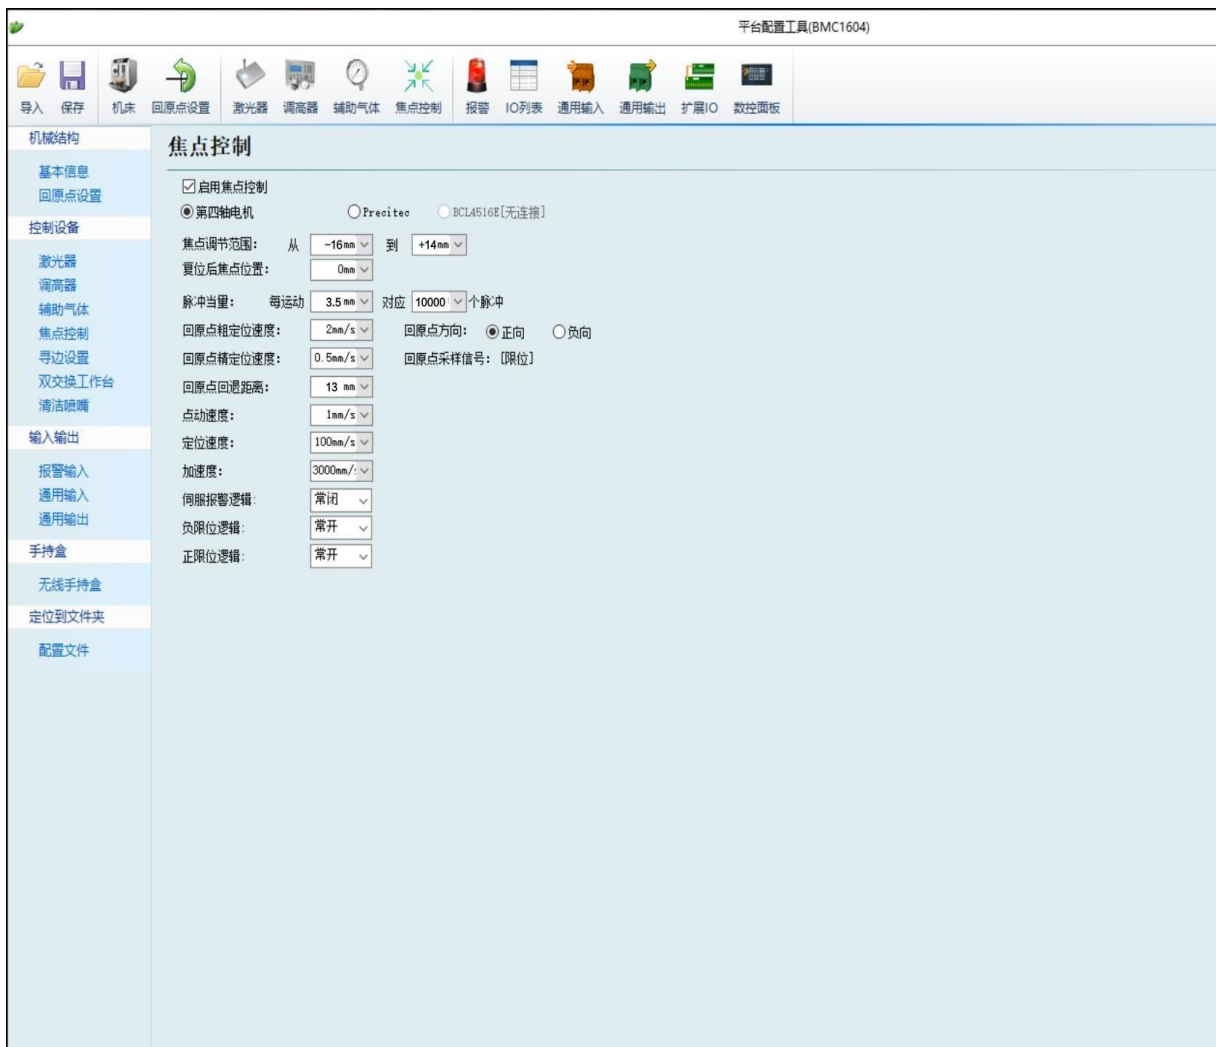 平台配置工具(BMC1604)
导入 保存 机床 回原点设置 激光器 调高器 辅助气体 焦点控制 报警 IO列表 通用输入 通用输出 扩展IO 数控面板
机械结构
基本信息
回原点设置
控制设备
激光器
调高器
辅助气体
焦点控制
寻边设置
双交换工作台
清洁喷嘴
输入输出
报警输入
通用输入
通用输出
手持盒
无线手持盒
定位到文件夹
配置文件
焦点控制
启用焦点控制
第四轴电机 Precitec BCL4516E[无连接]
焦点调节范围: 从 -16mm 到 +14mm
复位后焦点位置: 0mm
脉冲当量: 每运动 3.5 mm 对应 10000 个脉冲
回原点粗定位速度: 2mm/s 回原点方向: 正向 负向
回原点精定位速度: 0.5mm/s 回原点采样信号: [限位]
回原点回退距离: 13 mm
点动速度: 1mm/s
定位速度: 100mm/s
加速度: 3000mm/:
伺服报警逻辑: 常闭
负限位逻辑: 常开
正限位逻辑: 常开